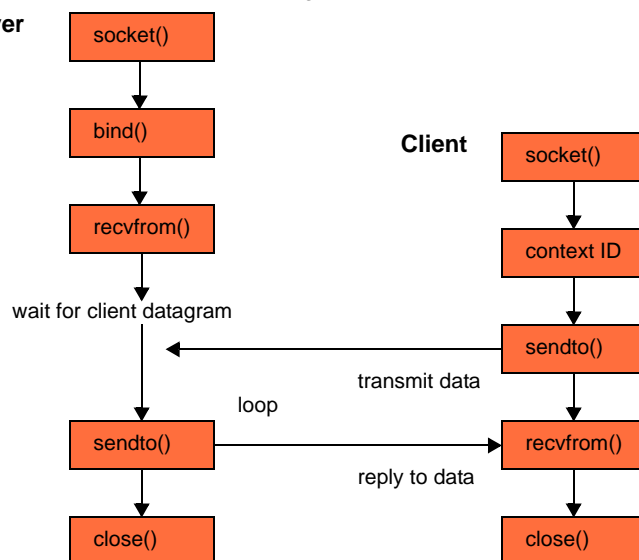 socket()
bind()
recvfrom()
wait for client datagram
sendto()
close()
Client
socket()
context ID
sendto()
transmit data
loop
recvfrom()
reply to data
close()